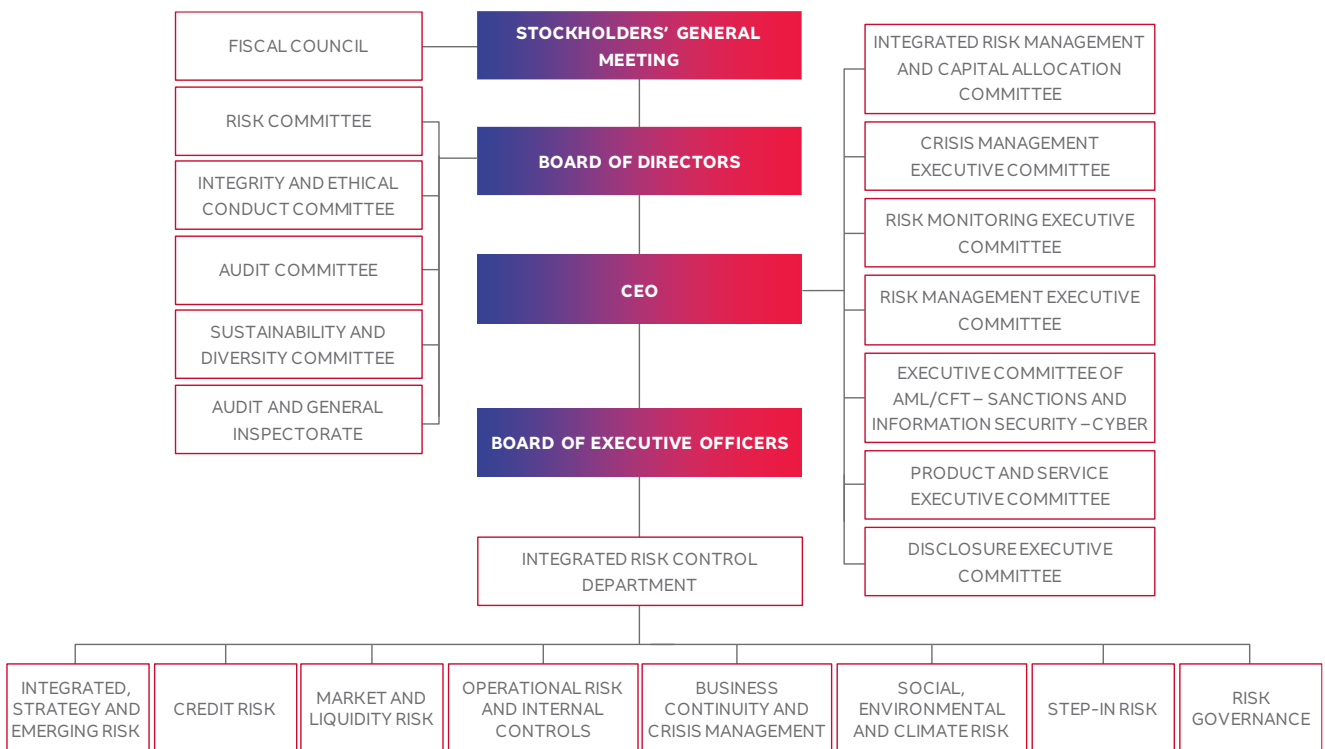 STOCKHOLDERS' GENERAL
MEETING
FISCAL COUNCIL
BOARD OF DIRECTORS
RISK COMMITTEE
INTEGRITY AND ETHICAL
CONDUCT COMMITTEE
AUDIT COMMITTEE
SUSTAINABILITY AND
DIVERSITY COMMITTEE
AUDIT AND GENERAL
INSPECTORATE
CEO
INTEGRATED RISK MANAGEMENT
AND CAPITAL ALLOCATION
COMMITTEE
CRISIS MANAGEMENT
EXECUTIVE COMMITTEE
RISK MONITORING EXECUTIVE
COMMITTEE
RISK MANAGEMENT EXECUTIVE
COMMITTEE
EXECUTIVE COMMITTEE OF
AML/CFT – SANCTIONS AND
INFORMATION SECURITY – CYBER
PRODUCT AND SERVICE
EXECUTIVE COMMITTEE
DISCLOSURE EXECUTIVE
COMMITTEE
BOARD OF EXECUTIVE OFFICERS
INTEGRATED RISK CONTROL
DEPARTMENT
INTEGRATED,
STRATEGY AND
EMERGING RISK
CREDIT RISK
MARKET AND
LIQUIDITY RISK
OPERATIONAL RISK
AND INTERNAL
CONTROLS
BUSINESS
CONTINUITY AND
CRISIS MANAGEMENT
SOCIAL,
ENVIRONMENTAL
AND CLIMATE RISK
STEP-IN RISK
RISK
GOVERNANCE